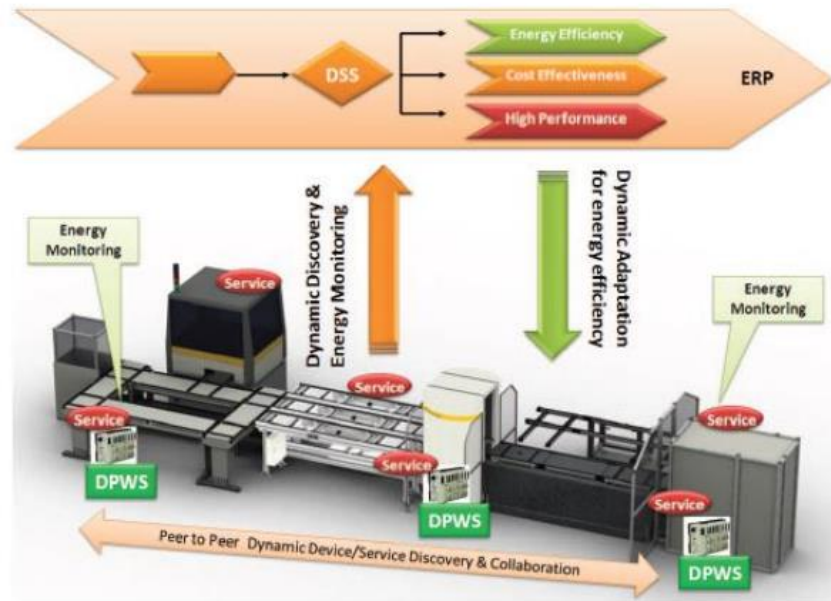 Energy Efficiency
DSS
Cost Effectiveness
ERP
High Performance
Dynamic Discovery &
Energy Monitoring
Dynamic Adaptation
for energy efficiency
Energy
Monitoring
Energy
Monitoring
Service
Service
Service
Service
Service
Service
DPWS
DPWS
DPWS
Peer to Peer Dynamic Device/Service Discovery & Collaboration